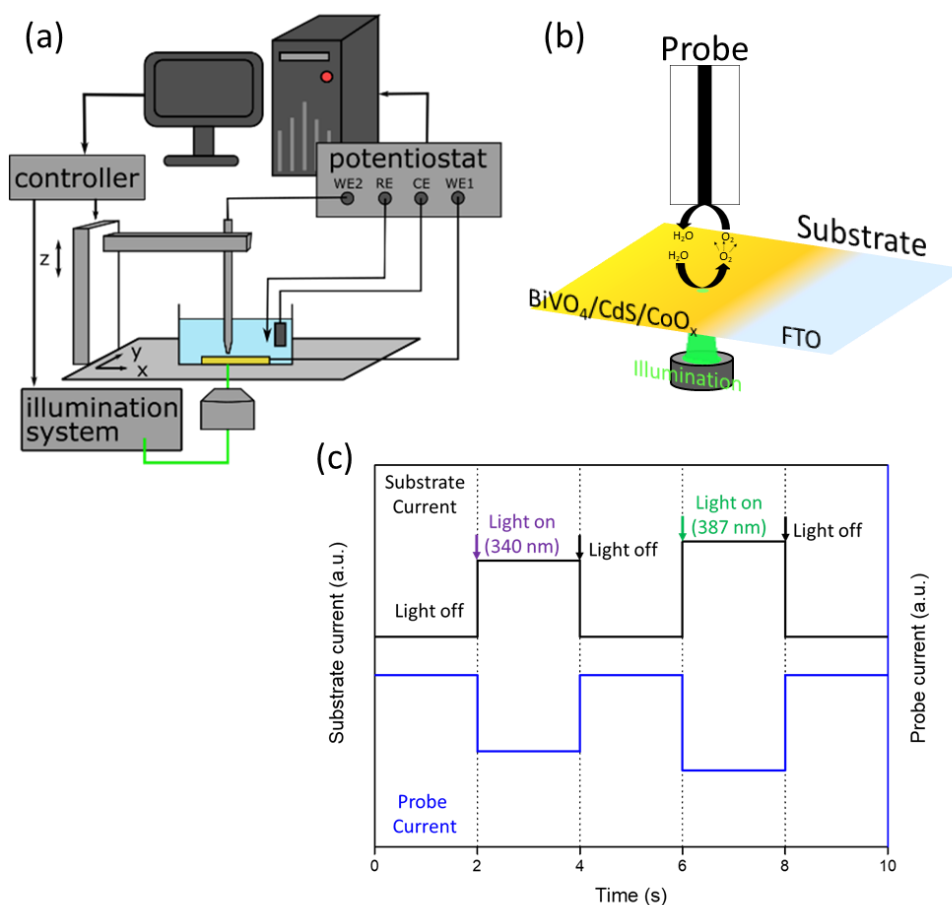 (a)
controller
potentiostat
WE2 RE CE WE1
z
y
x
illumination
system
(b)
Probe
H₂O O₂
H₂O O₂
Substrate
BiVO₄/CdS/CoOₓ
FTO
Illumination
(c)
Substrate
Current
Light on
(340 nm)
Light off
Light on
(387 nm)
Light off
Light off
Probe
Current
Substrate current (a.u.)
Probe current (a.u.)
0 2 4 6 8 10
Time (s)